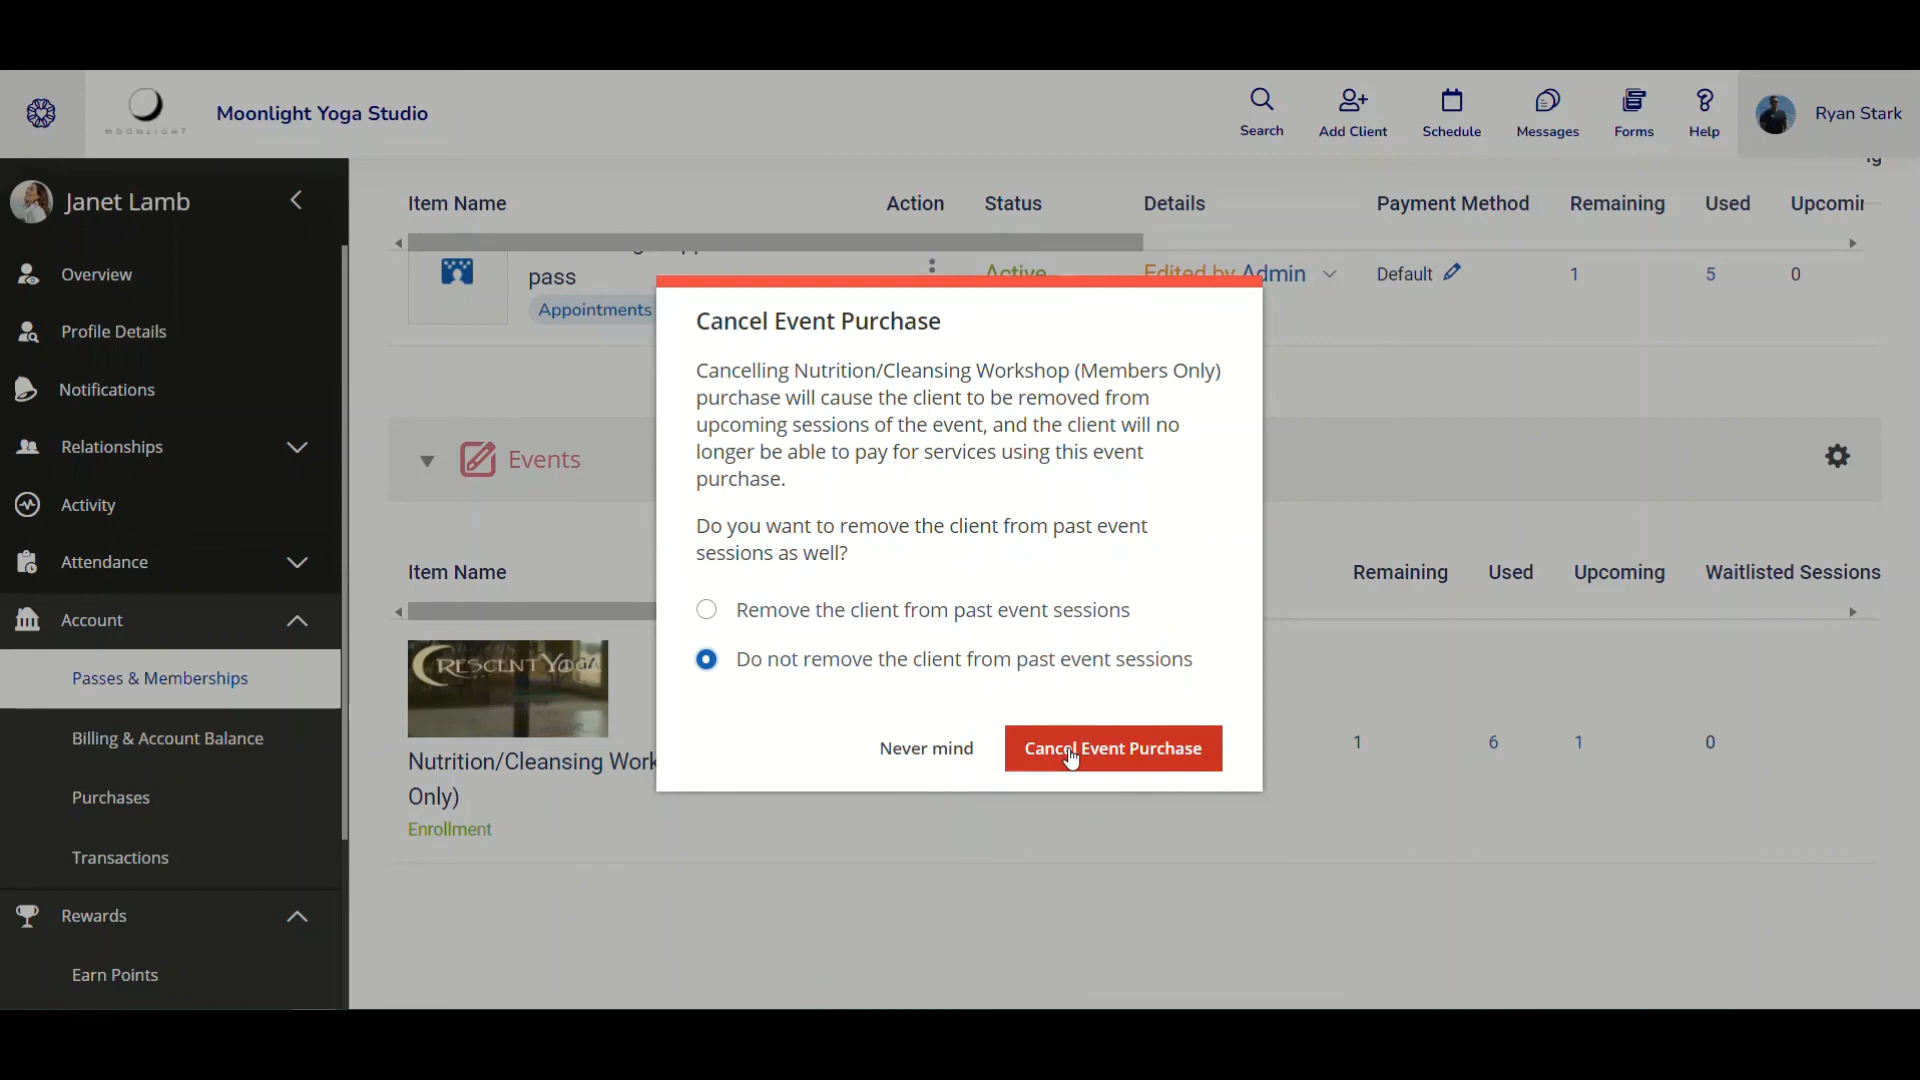 MOONLIGHT
Moonlight Yoga Studio
Search
Add Client
Schedule
Messages
Forms
Help
Ryan Stark
Janet Lamb
Overview
Profile Details
Notifications
Relationships
Activity
Attendance
Account
Passes & Memberships
Billing & Account Balance
Purchases
Transactions
Rewards
Earn Points
Item Name
Action
Status
Details
Payment Method
Remaining
Used
pass
Appointments
Active
Edited by Admin
Default
1
5
0
Events
Item Name
Remaining
Used
Upcoming
Waitlisted Sessions
CRESCENT YOGA
Nutrition/Cleansing Work
Only)
Enrollment
1
6
1
0
Cancel Event Purchase
Cancelling Nutrition/Cleansing Workshop (Members Only)
purchase will cause the client to be removed from
upcoming sessions of the event, and the client will no
longer be able to pay for services using this event
purchase.
Do you want to remove the client from past event
sessions as well?
Remove the client from past event sessions
Do not remove the client from past event sessions
Never mind
Cancel Event Purchase